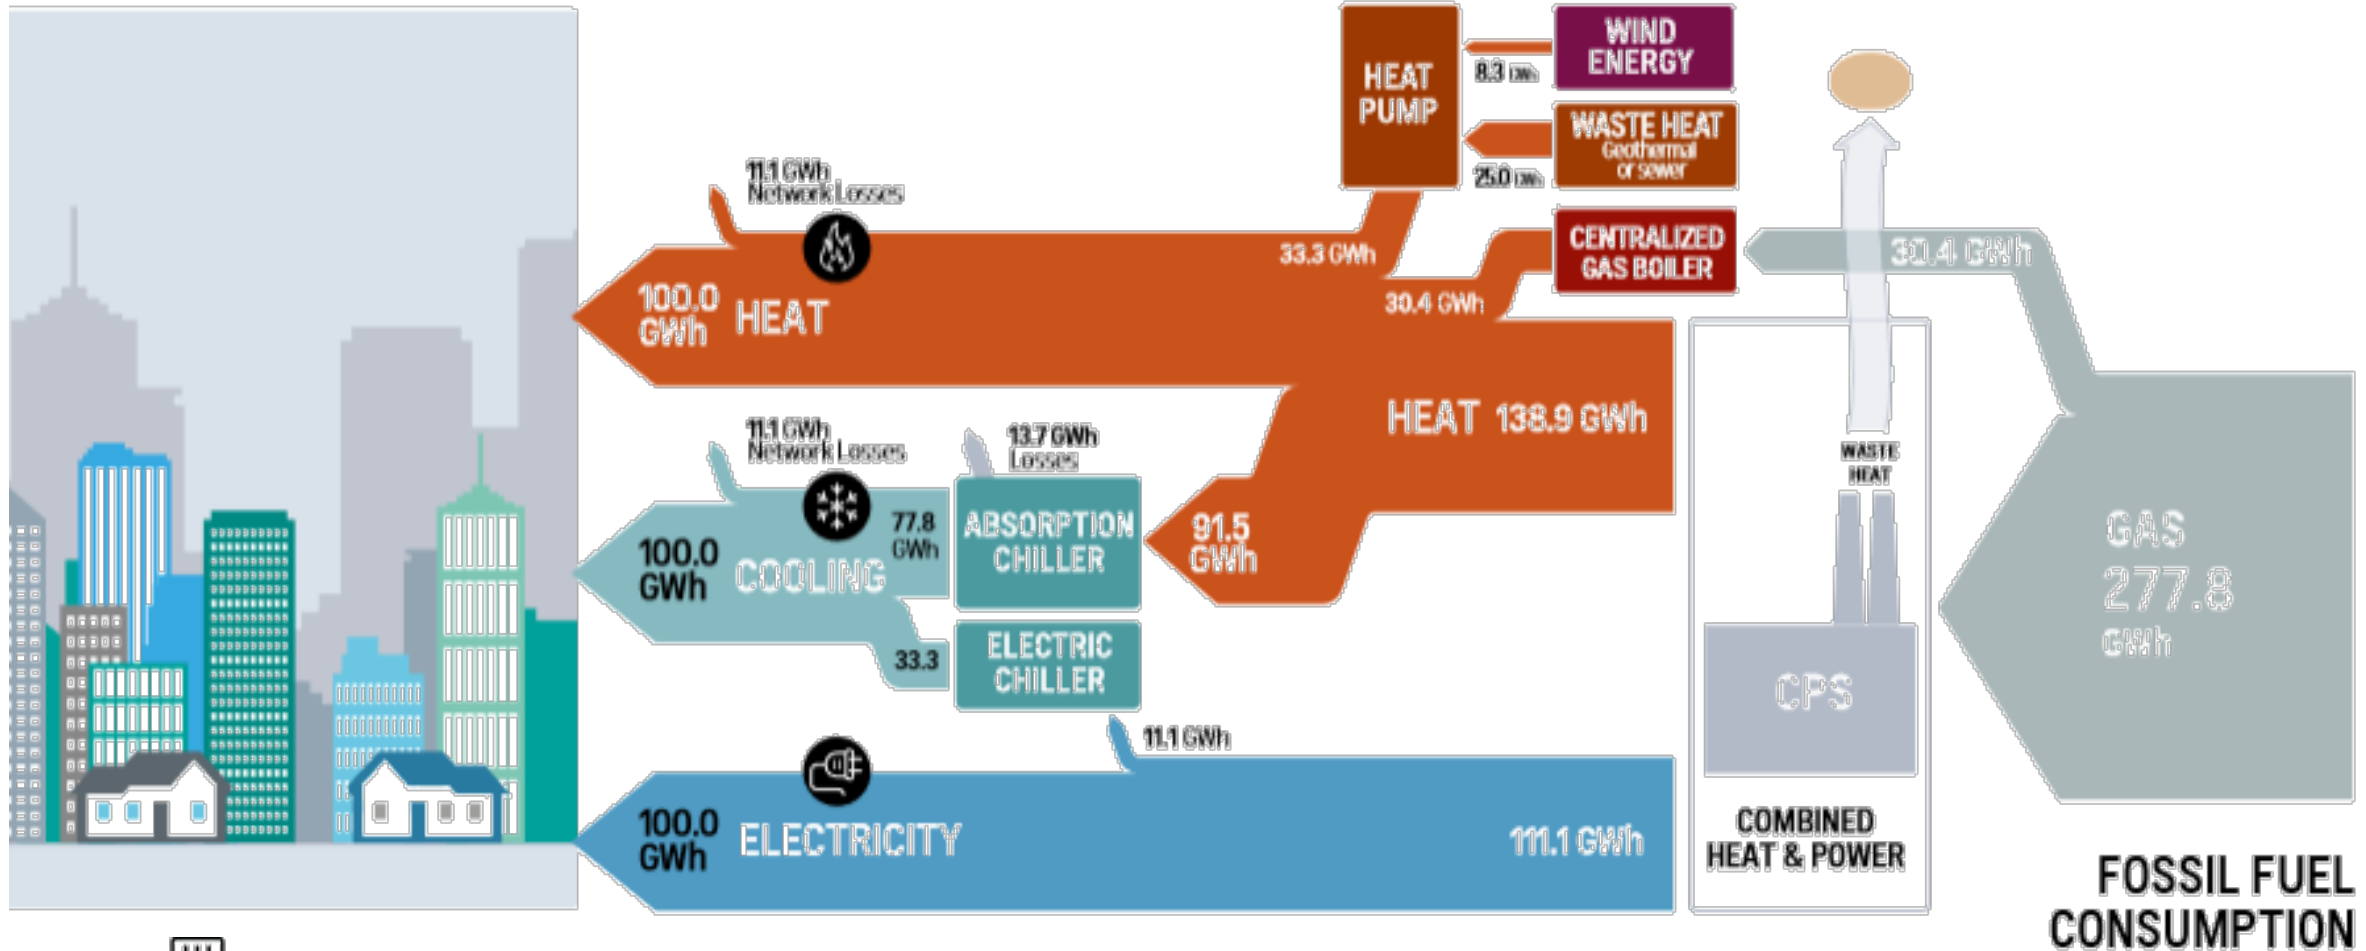 WIND
ENERGY
8.3 GWh
HEAT
PUMP
WASTE HEAT
Geothermal
or sewer
25.0 GWh
11.1 GWh
Network Losses
33.3 GWh
CENTRALIZED
GAS BOILER
30.4 GWh
30.4 GWh
100.0
GWh
HEAT
HEAT 138.9 GWh
11.1 GWh
Network Losses
13.7 GWh
Losses
WASTE
HEAT
91.5
GWh
77.8
GWh
ABSORPTION
CHILLER
100.0
GWh
COOLING
GAS
277.8
GWh
33.3
ELECTRIC
CHILLER
CPS
11.1 GWh
100.0
GWh
ELECTRICITY
111.1 GWh
COMBINED
HEAT & POWER
FOSSIL FUEL
CONSUMPTION